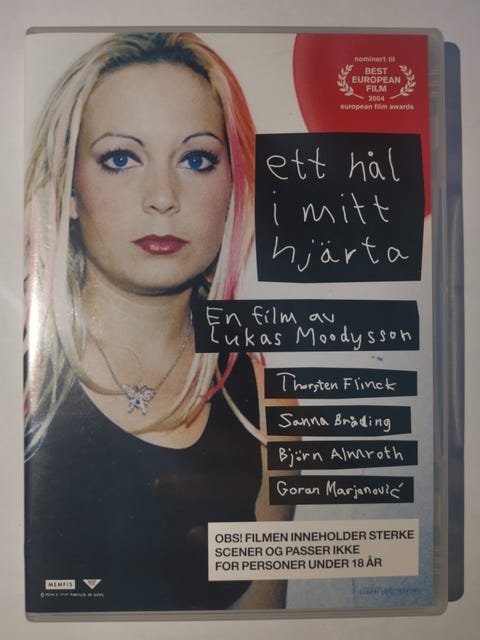 nominert til
BEST
EUROPEAN
FILM
2004
european film awards
ett hål
i mitt
hjärta
En film av
Lukas Moodysson
Thorsten Flinck
Sanna Bråding
Björn Almroth
Goran Marjanović
OBS! FILMEN INNEHOLDER STERKE
SCENER OG PASSER IKKE
FOR PERSONER UNDER 18 ÅR
MEMFIS